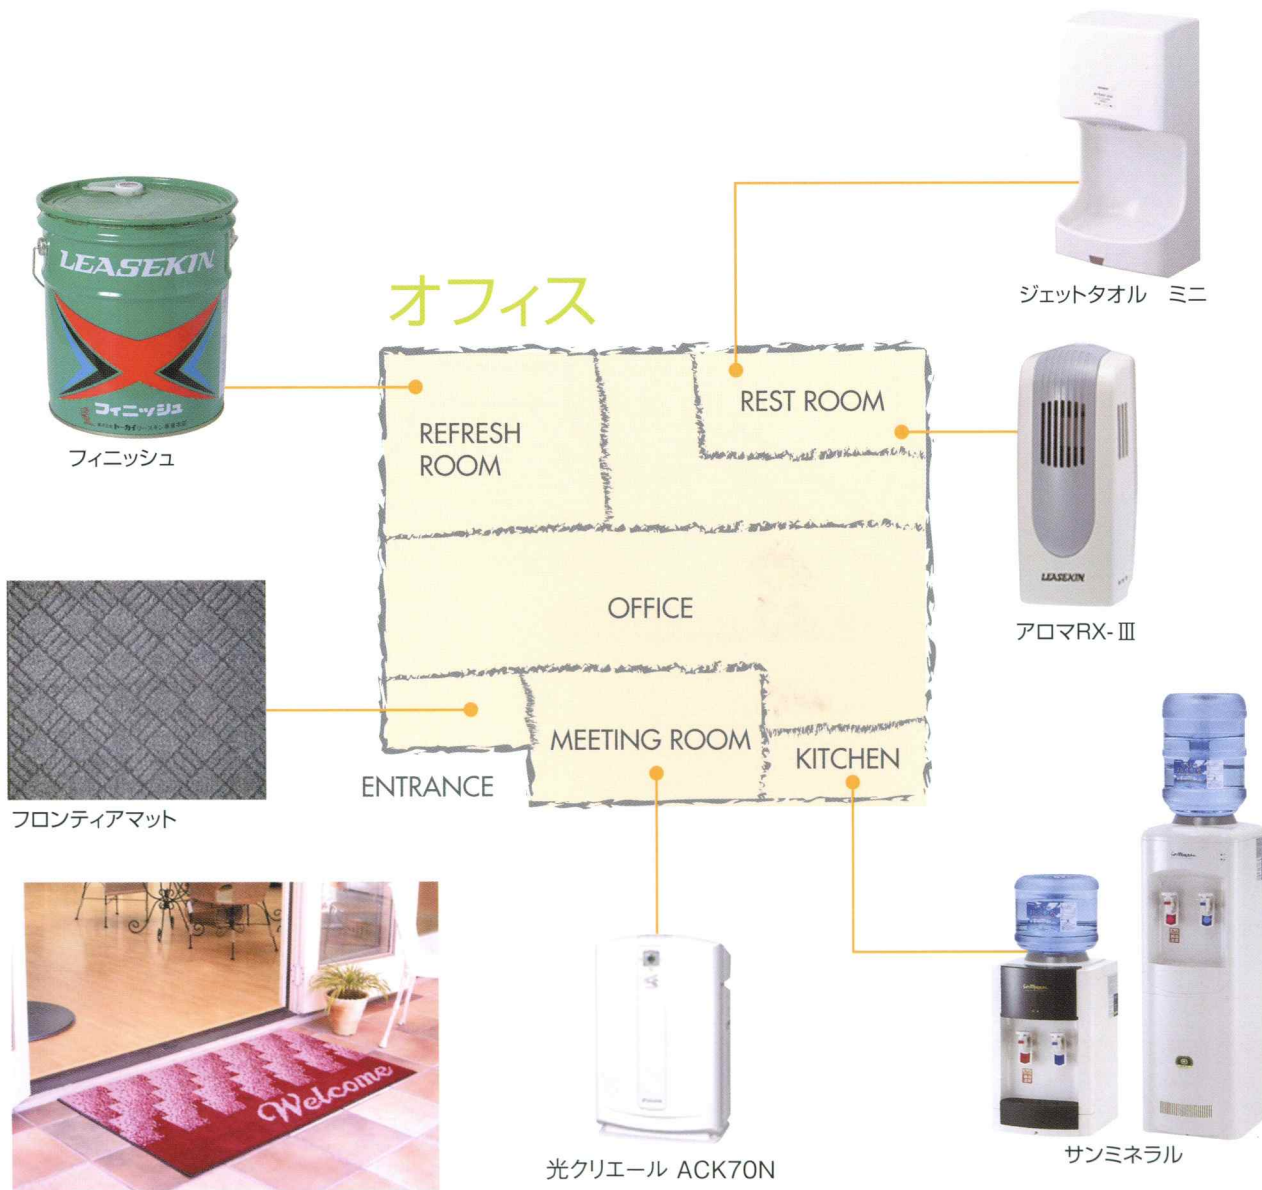 ジェットタオル ミニ
LEASEKIN
フィニッシュ
フィニッシュ
オフィス
REST ROOM
REFRESH
ROOM
LEASEKIN
アロマRX-Ⅲ
OFFICE
フロンティアマット
MEETING ROOM
KITCHEN
ENTRANCE
Welcome
光クリエール ACK70N
サンミネラル